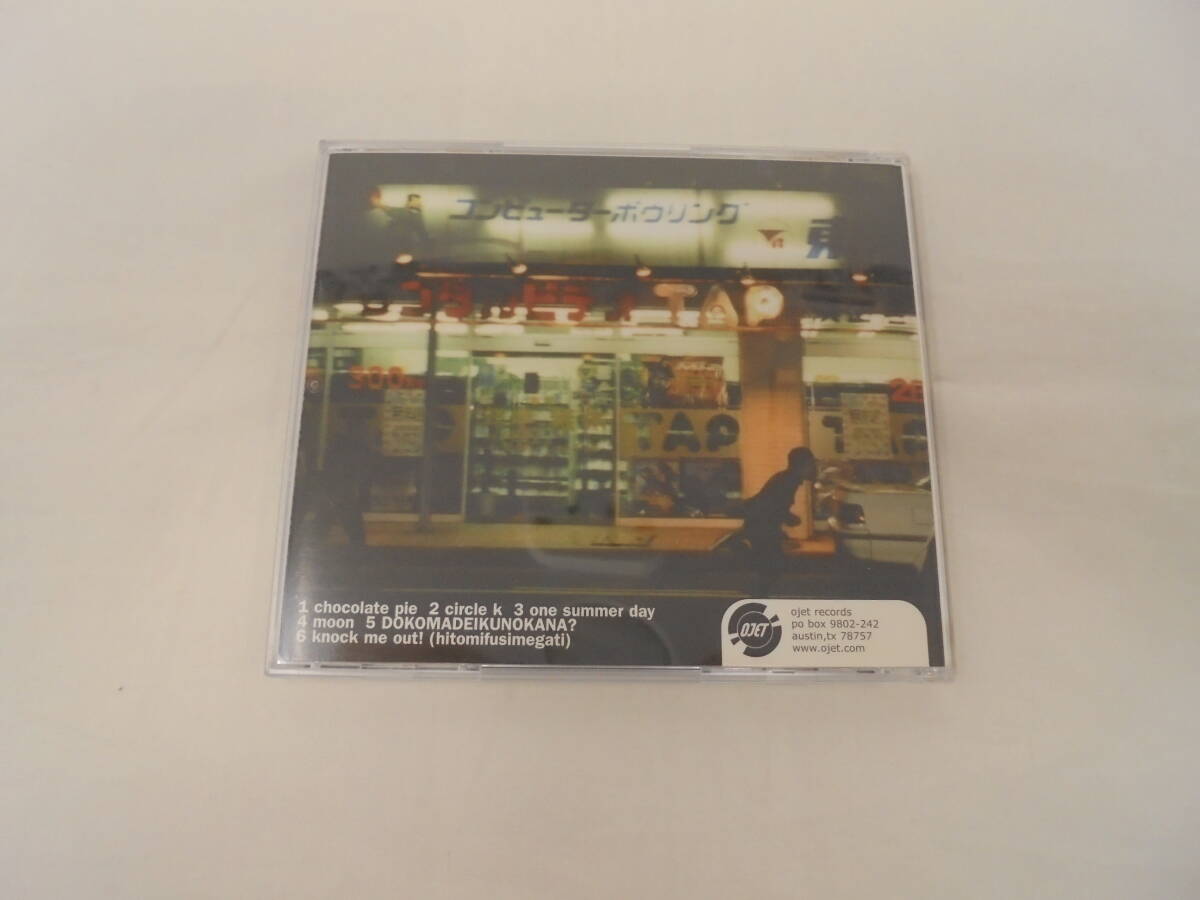 コンピューターボウリング
TAP
300
TAP
1 chocolate pie 2 circle k 3 one summer day
4 moon 5 DOKOMADEIKUNOKANA?
6 knock me out! (hitomifusimegati)
OJET
ojet records
po box 9802-242
austin,tx 78757
www.ojet.com